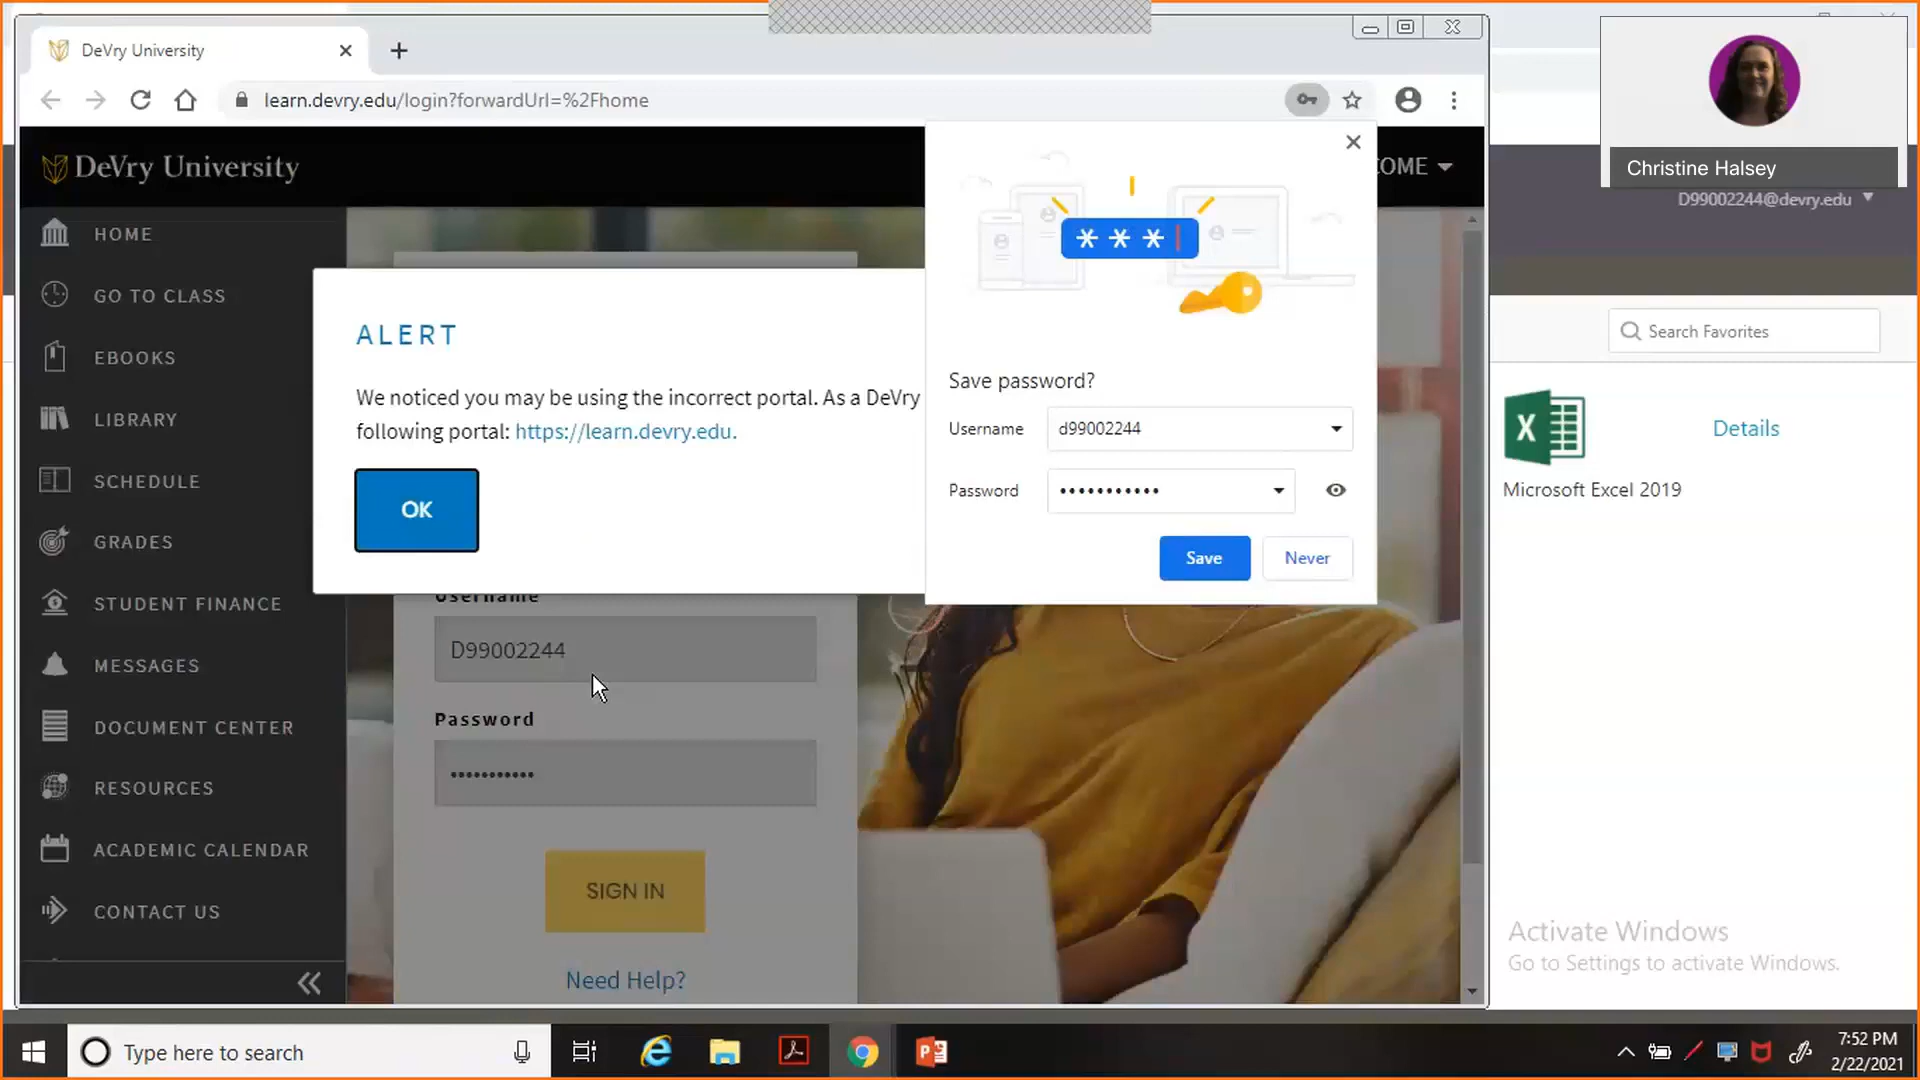 DeVry University
learn.devry.edu/login?forwardUrl=%2Fhome
DeVry University
COME
Christine Halsey
D99002244@devry.edu
HOME
GO TO CLASS
EBOOKS
LIBRARY
SCHEDULE
GRADES
STUDENT FINANCE
MESSAGES
DOCUMENT CENTER
RESOURCES
ACADEMIC CALENDAR
CONTACT US
ALERT
We noticed you may be using the incorrect portal. As a DeVry
following portal: https://learn.devry.edu.
OK
Username
D99002244
Password
•••••••••••
SIGN IN
Need Help?
* * *
Save password?
Username d99002244
Password •••••••••••
Save Never
Search Favorites
Details
Microsoft Excel 2019
Activate Windows
Go to Settings to activate Windows.
Type here to search
7:52 PM
2/22/2021